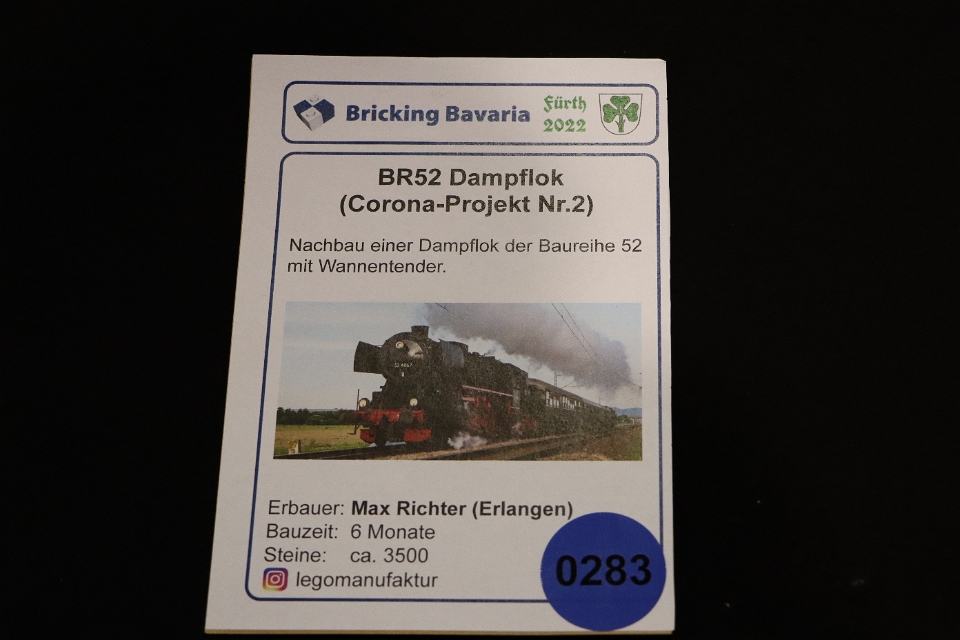 Bricking Bavaria
Fürth
2022
BR52 Dampflok
(Corona-Projekt Nr.2)
Nachbau einer Dampflok der Baureihe 52
mit Wannentender.
Erbauer: Max Richter (Erlangen)
Bauzeit: 6 Monate
Steine: ca. 3500
legomanufaktur
0283